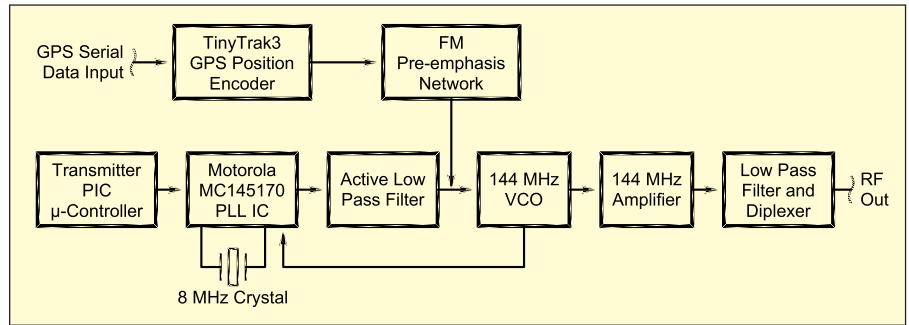 GPS Serial
Data Input
TinyTrak3
GPS Position
Encoder
FM
Pre-emphasis
Network
Transmitter
PIC
µ-Controller
Motorola
MC145170
PLL IC
Active Low
Pass Filter
144 MHz
VCO
144 MHz
Amplifier
Low Pass
Filter and
Diplexer
RF
Out
8 MHz Crystal